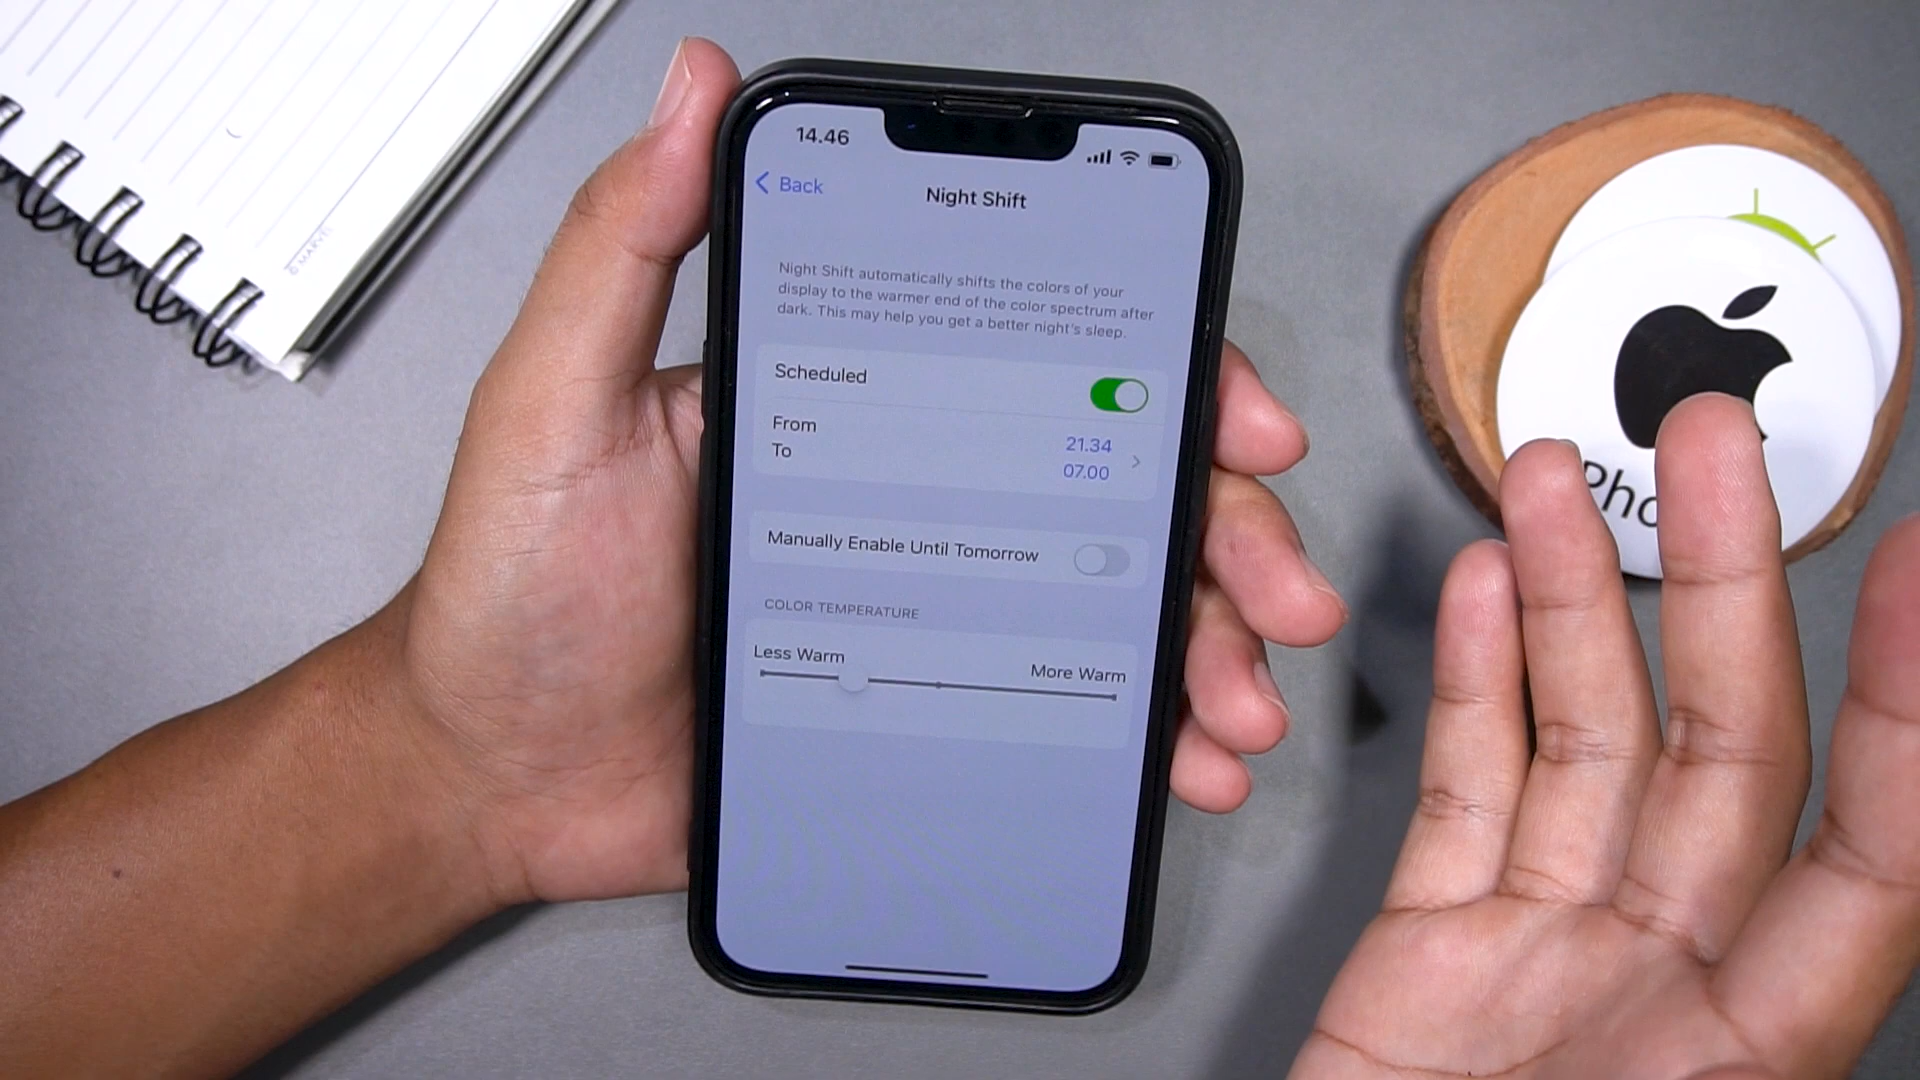 © MARVEL
14.46
Back
Night Shift
Night Shift automatically shifts the colors of your
display to the warmer end of the color spectrum after
dark. This may help you get a better night's sleep.
Scheduled
From
21.34
To
07.00
Manually Enable Until Tomorrow
COLOR TEMPERATURE
Less Warm
More Warm
Pho